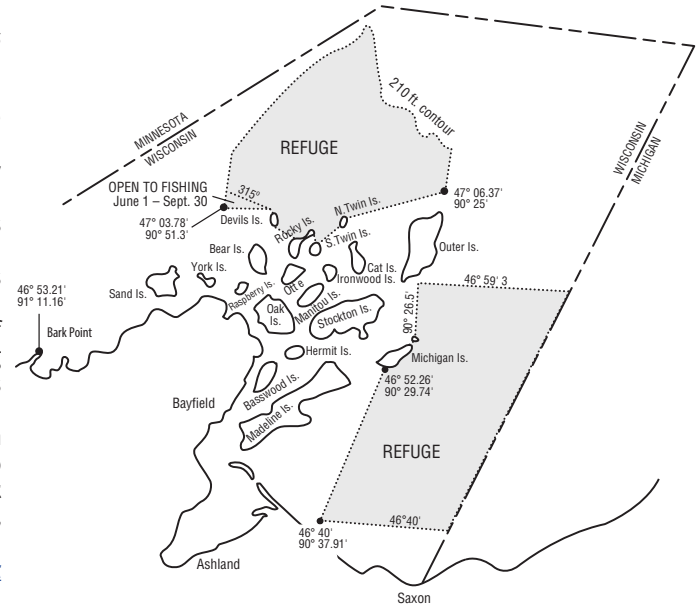 210 ft. contour
MINNESOTA
WISCONSIN
REFUGE
WISCONSIN
MICHIGAN
OPEN TO FISHING
June 1 – Sept. 30
315°
47° 06.37'
90° 25'
47° 03.78'
90° 51.3'
Devils Is.
Rocky Is.
N.Twin Is.
S.Twin Is.
Outer Is.
Bear Is.
York Is.
Cat Is.
Ironwood Is.
Sand Is.
Raspberry Is.
Otte
Manitou Is.
Oak
Is.
Stockton Is.
46° 59' 3
90° 26.5'
46° 53.21'
91° 11.16'
Bark Point
Hermit Is.
Michigan Is.
46° 52.26'
90° 29.74'
Basswood Is.
Bayfield
Madeline Is.
REFUGE
46°40'
46° 40'
90° 37.91'
Ashland
Saxon